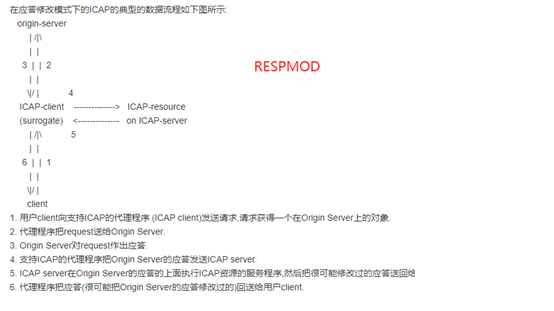 在应答修改模式下的ICAP的典型的数据流程如下图所示:
origin-server
| /|\
| |
3 | | 2
RESPMOD
| |
\|/ | 4
ICAP-client --------------> ICAP-resource
(surrogate) <-------------- on ICAP-server
| /|\ 5
| |
6 | | 1
| |
\|/ |
client
1. 用户client向支持ICAP的代理程序 (ICAP client)发送请求,请求获得一个在Origin Server上的对象.
2. 代理程序把request送给Origin Server.
3. Origin Server对request作出应答.
4. 支持ICAP的代理程序把Origin Server的应答发送ICAP server.
5. ICAP server在Origin Server的应答的上面执行ICAP资源的服务程序,然后把很可能修改过的应答送回给
6. 代理程序把应答(很可能把Origin Server的应答修改过的)回送给用户client.